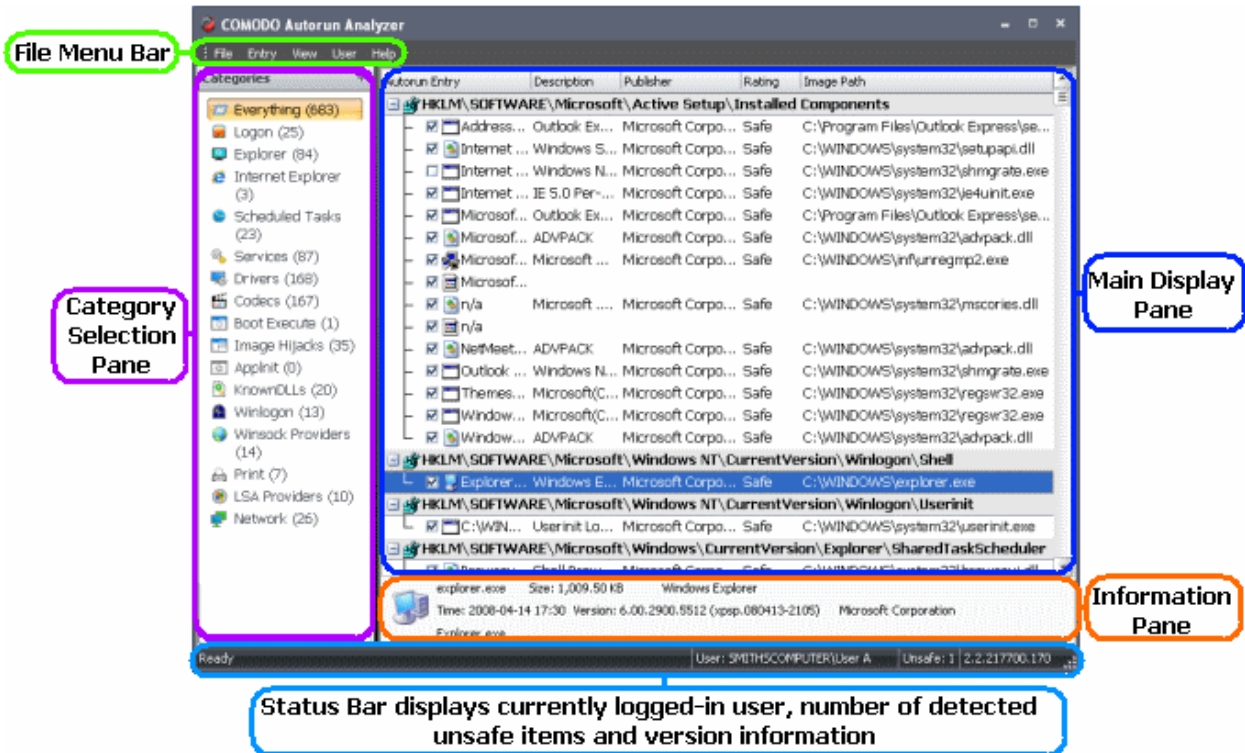 COMODO Autorun Analyzer
File Menu Bar
File Entry View User Help
Categories
Everything (683)
Logon (25)
Explorer (84)
Internet Explorer
(3)
Scheduled Tasks
(23)
Services (87)
Drivers (168)
Codecs (167)
Boot Execute (1)
Image Hijacks (35)
AppInit (0)
KnownDLLs (20)
Winlogon (13)
Winsock Providers
(14)
Print (7)
LSA Providers (10)
Network (26)
Category
Selection
Pane
Autorun Entry Description Publisher Rating Image Path
HKLM\SOFTWARE\Microsoft\Active Setup\Installed Components
Address... Outlook Ex... Microsoft Corpo... Safe C:\Program Files\Outlook Express\se...
Internet ... Windows S... Microsoft Corpo... Safe C:\WINDOWS\system32\setupapi.dll
Internet ... Windows N... Microsoft Corpo... Safe C:\WINDOWS\system32\shmgrate.exe
Internet ... IE 5.0 Per-... Microsoft Corpo... Safe C:\WINDOWS\system32\ie4uinit.exe
Microsof... Outlook Ex... Microsoft Corpo... Safe C:\Program Files\Outlook Express\se...
Microsof... ADVPACK Microsoft Corpo... Safe C:\WINDOWS\system32\advpack.dll
Microsof... Microsoft ... Microsoft Corpo... Safe C:\WINDOWS\inf\unregmp2.exe
Microsof...
n/a Microsoft .... Microsoft Corpo... Safe C:\WINDOWS\system32\mscories.dll
n/a
NetMeet... ADVPACK Microsoft Corpo... Safe C:\WINDOWS\system32\advpack.dll
Outlook ... Windows N... Microsoft Corpo... Safe C:\WINDOWS\system32\shmgrate.exe
Themes... Microsoft(C... Microsoft Corpo... Safe C:\WINDOWS\system32\regsvr32.exe
Window... Microsoft(C... Microsoft Corpo... Safe C:\WINDOWS\system32\regsvr32.exe
Window... ADVPACK Microsoft Corpo... Safe C:\WINDOWS\system32\advpack.dll
HKLM\SOFTWARE\Microsoft\Windows NT\CurrentVersion\Winlogon\Shell
Explorer... Windows E... Microsoft Corpo... Safe C:\WINDOWS\explorer.exe
HKLM\SOFTWARE\Microsoft\Windows NT\CurrentVersion\Winlogon\Userinit
C:\WIN... Userinit Lo... Microsoft Corpo... Safe C:\WINDOWS\system32\userinit.exe
HKLM\SOFTWARE\Microsoft\Windows\CurrentVersion\Explorer\SharedTaskScheduler
Main Display
Pane
explorer.exe Size: 1,009.50 KB Windows Explorer
Time: 2008-04-14 17:30 Version: 6.00.2900.5512 (xpsp.080413-2105) Microsoft Corporation
Explorer.exe
Information
Pane
Ready User: SMITHSCOMPUTER\User A Unsafe: 1 2.2.217700.170
Status Bar displays currently logged-in user, number of detected
unsafe items and version information